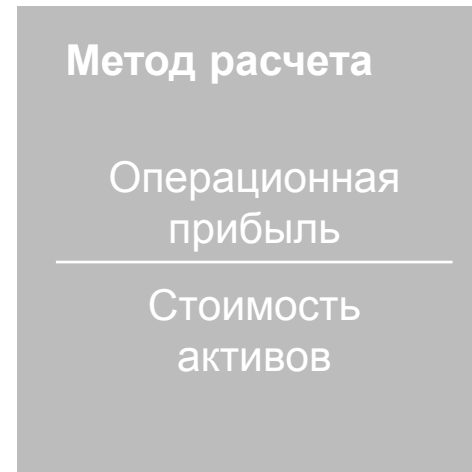 Метод расчета
Операционная
прибыль
Стоимость
активов